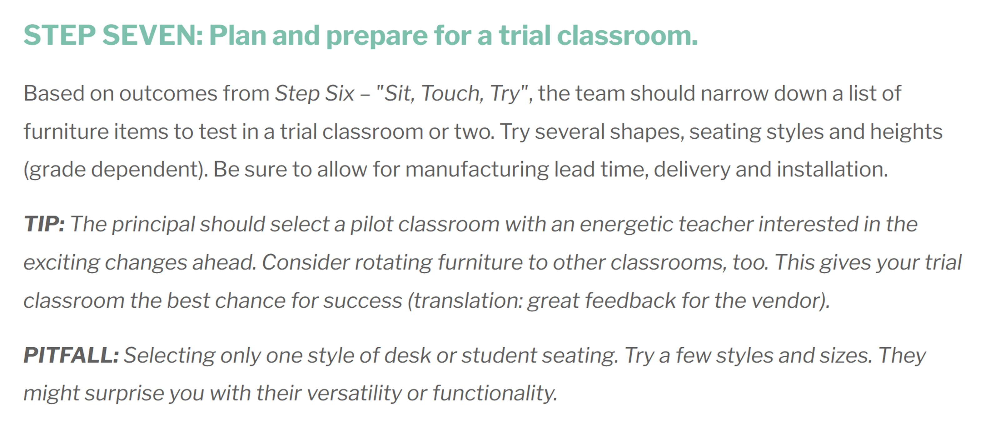 STEP SEVEN: Plan and prepare for a trial classroom.
Based on outcomes from Step Six – "Sit, Touch, Try", the team should narrow down a list of
furniture items to test in a trial classroom or two. Try several shapes, seating styles and heights
(grade dependent). Be sure to allow for manufacturing lead time, delivery and installation.
TIP: The principal should select a pilot classroom with an energetic teacher interested in the
exciting changes ahead. Consider rotating furniture to other classrooms, too. This gives your trial
classroom the best chance for success (translation: great feedback for the vendor).
PITFALL: Selecting only one style of desk or student seating. Try a few styles and sizes. They
might surprise you with their versatility or functionality.